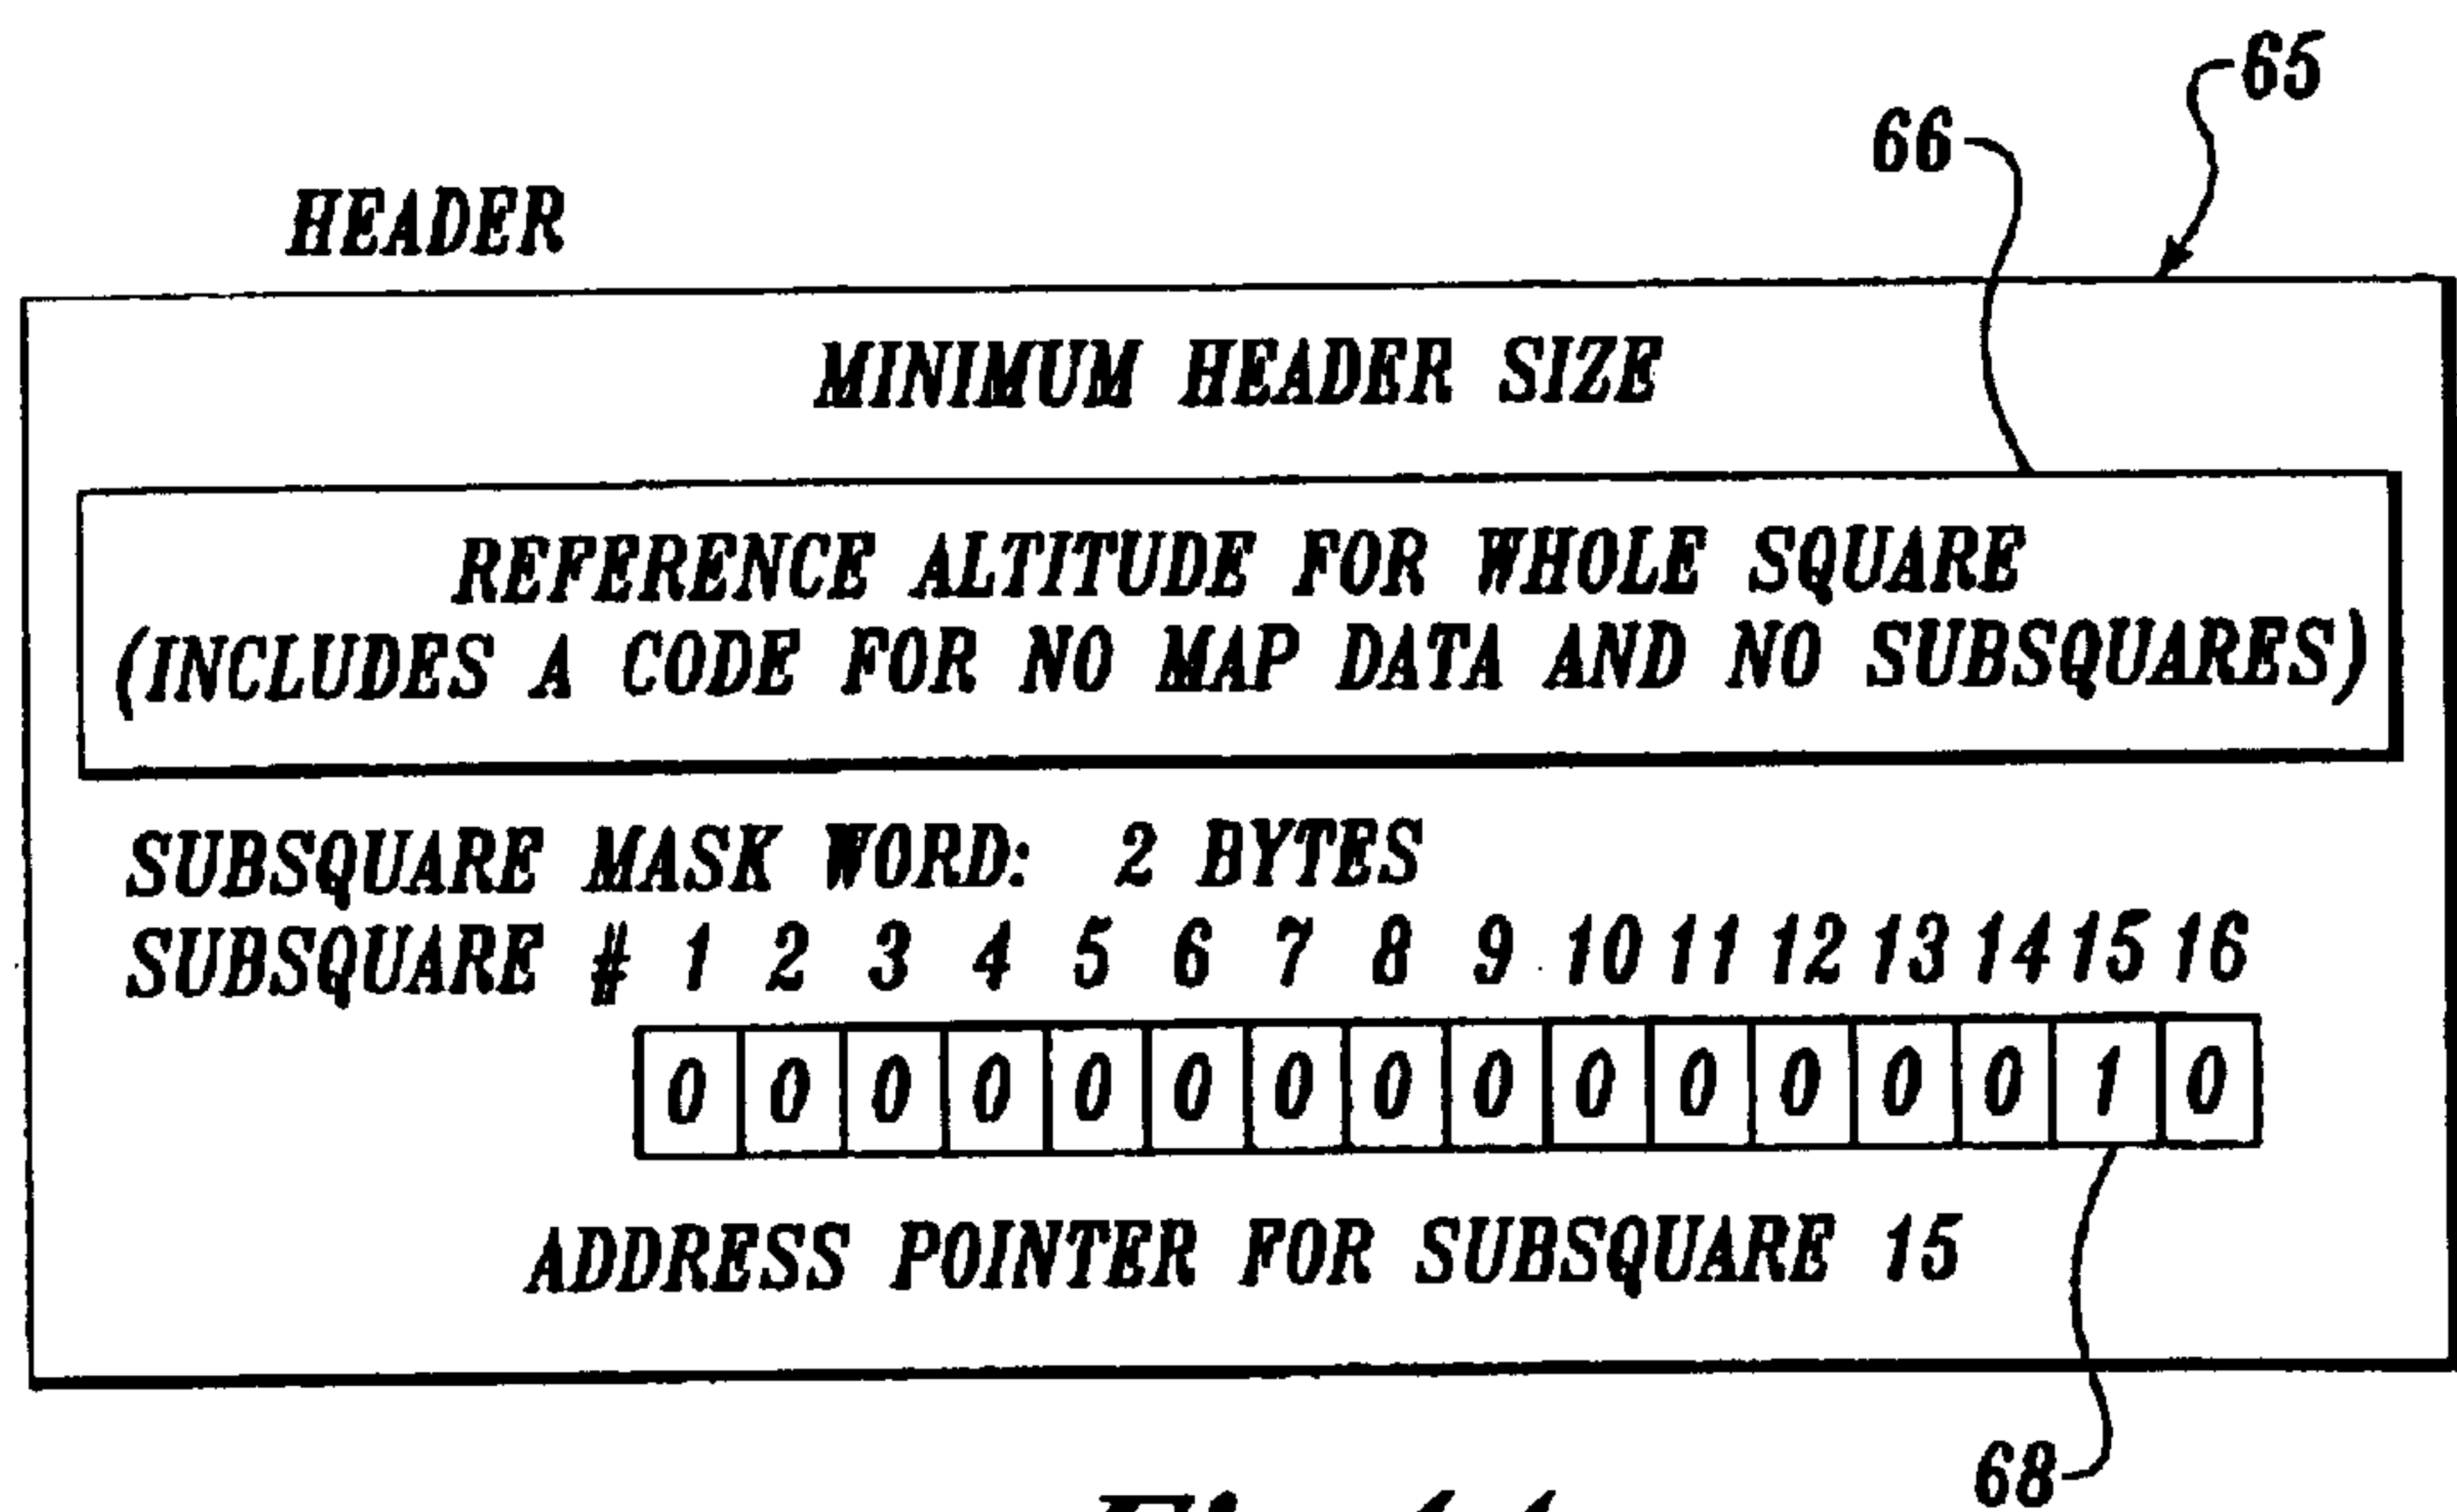 65
66
HEADER
MINIMUM HEADER SIZE
REFERENCE ALTITUDE FOR WHOLE SQUARE
(INCLUDES A CODE FOR NO MAP DATA AND NO SUBSQUARES)
SUBSQUARE MASK WORD: 2 BYTES
SUBSQUARE # 1 2 3 4 5 6 7 8 9 10 11 12 13 14 15 16
0 0 0 0 0 0 0 0 0 0 0 0 0 0 1 0
ADDRESS POINTER FOR SUBSQUARE 15
68